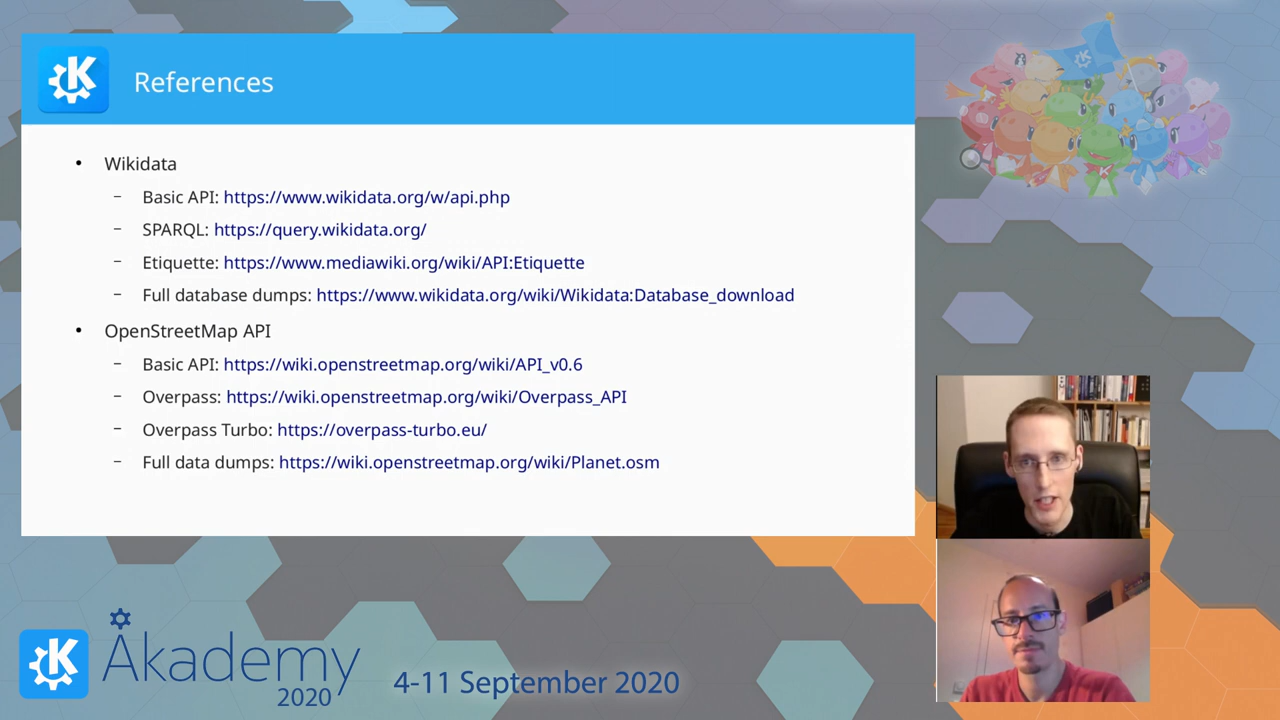 References
• Wikidata
– Basic API: https://www.wikidata.org/w/api.php
– SPARQL: https://query.wikidata.org/
– Etiquette: https://www.mediawiki.org/wiki/API:Etiquette
– Full database dumps: https://www.wikidata.org/wiki/Wikidata:Database_download
• OpenStreetMap API
– Basic API: https://wiki.openstreetmap.org/wiki/API_v0.6
– Overpass: https://wiki.openstreetmap.org/wiki/Overpass_API
– Overpass Turbo: https://overpass-turbo.eu/
– Full data dumps: https://wiki.openstreetmap.org/wiki/Planet.osm
Akademy
2020
4-11 September 2020